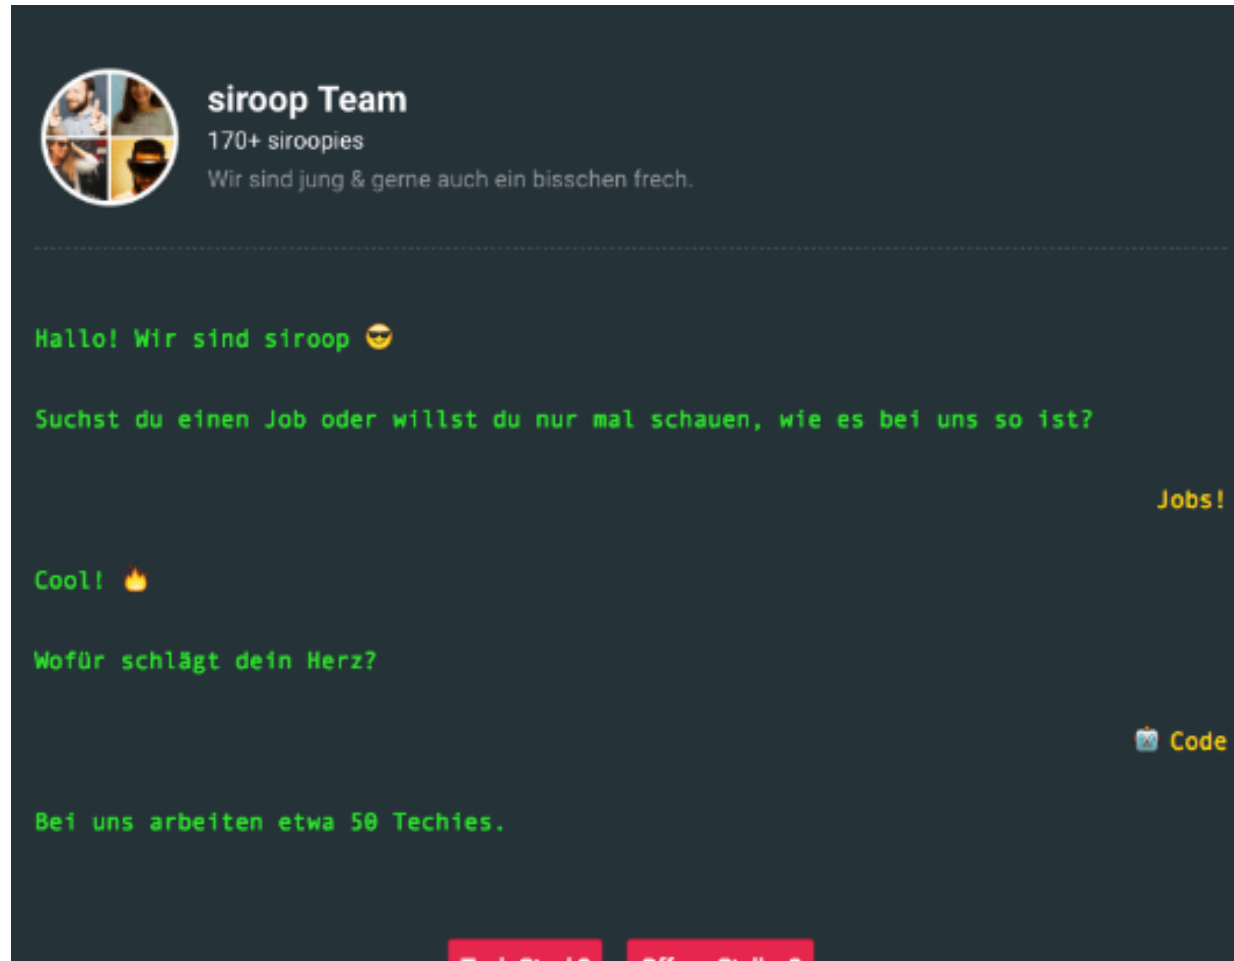 siroop Team
170+ siroopies
Wir sind jung & gerne auch ein bisschen frech.
Hallo! Wir sind siroop 😎
Suchst du einen Job oder willst du nur mal schauen, wie es bei uns so ist?
Jobs!
Cool! 🔥
Wofür schlägt dein Herz?
🤖 Code
Bei uns arbeiten etwa 50 Techies.